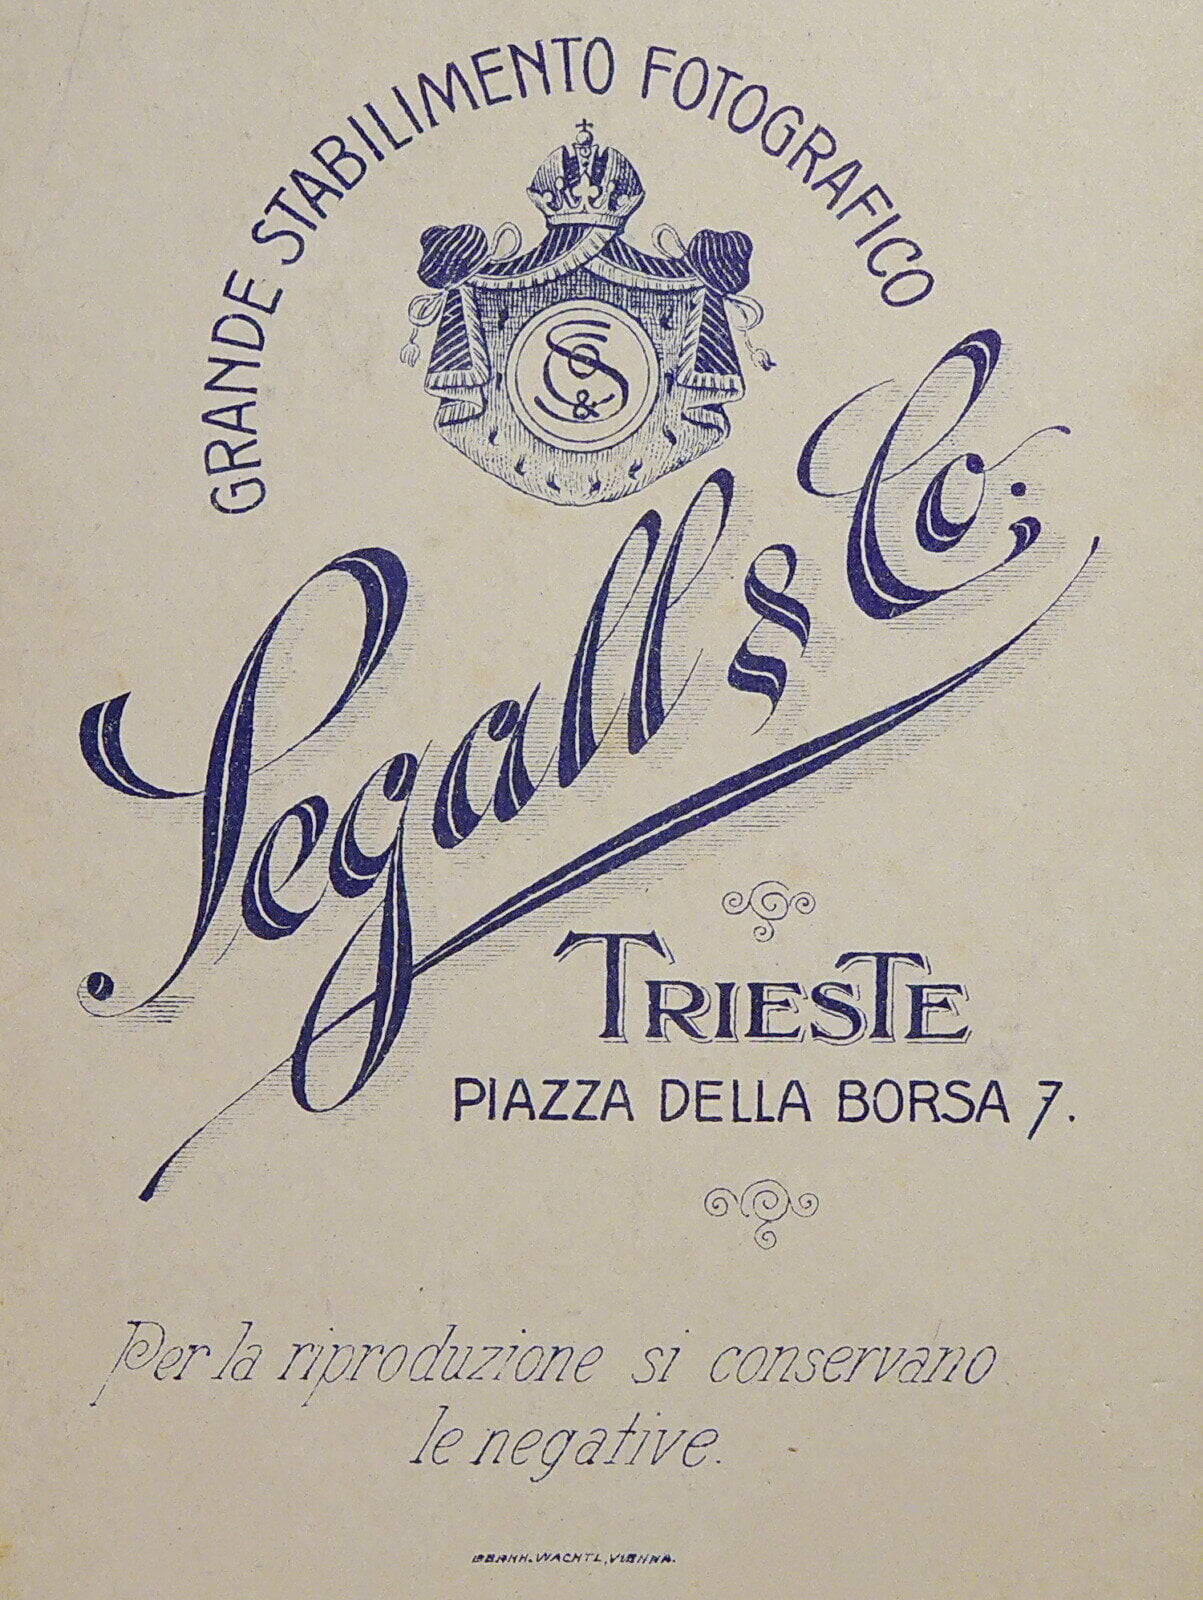 GRANDE STABILIMENTO FOTOGRAFICO
S & Co
Segall & Co;
TRIESTE
PIAZZA DELLA BORSA 7.
Per la riproduzione si conservano
le negative.
BERNH. WACHTL, VIENNA.